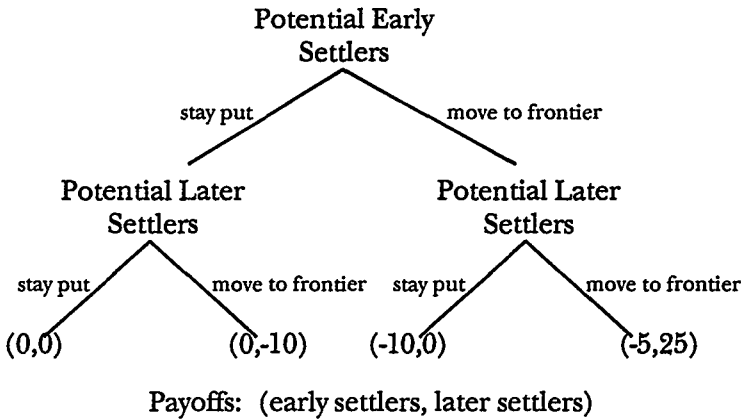 Potential Early
Settlers
stay put
move to frontier
Potential Later
Settlers
Potential Later
Settlers
stay put
move to frontier
stay put
move to frontier
(0,0)
(0,-10)
(-10,0)
(-5,25)
Payoffs: (early settlers, later settlers)